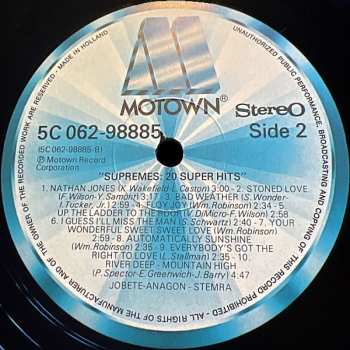 MOTOWN®
Stereo
5C 062-98885
(5C 062-98885-B)
Side 2
℗ Motown Record
Corporation
"SUPREMES: 20 SUPER HITS"
1. NATHAN JONES (K. Wakefield-L. Caston) 3:00 - 2. STONED LOVE
(F. Wilson-Y. Samoht) 3:17 - 3. BAD WEATHER (S. Wonder-
I. Tucker, Jr.) 2:59 - 4. FLOY JOY (Wm. Robinson) 2:34 - 5.
UP THE LADDER TO THE ROOF (V. DiMicro-F. Wilson)
6. I GUESS I'LL MISS THE MAN (S. Schwartz) 2:40 - 7. YOUR
WONDERFUL SWEET SWEET LOVE (Wm. Robinson)
- 8. AUTOMATICALLY SUNSHINE
(Wm. Robinson) 2:35 - 9. EVERYBODY'S GOT THE
RIGHT TO LOVE (L. Stallman) 2:35 - 10.
RIVER DEEP - MOUNTAIN HIGH
(P. Spector-E. Greenwich-J. Barry) 4:47
JOBETE-ANAGON - STEMRA
MADE IN HOLLAND - ALL RIGHTS OF THE MANUFACTURER AND OF THE OWNER OF THE RECORDED WORK ARE RESERVED - UNAUTHORIZED PUBLIC PERFORMANCE, BROADCASTING AND COPYING OF THIS RECORD PROHIBITED